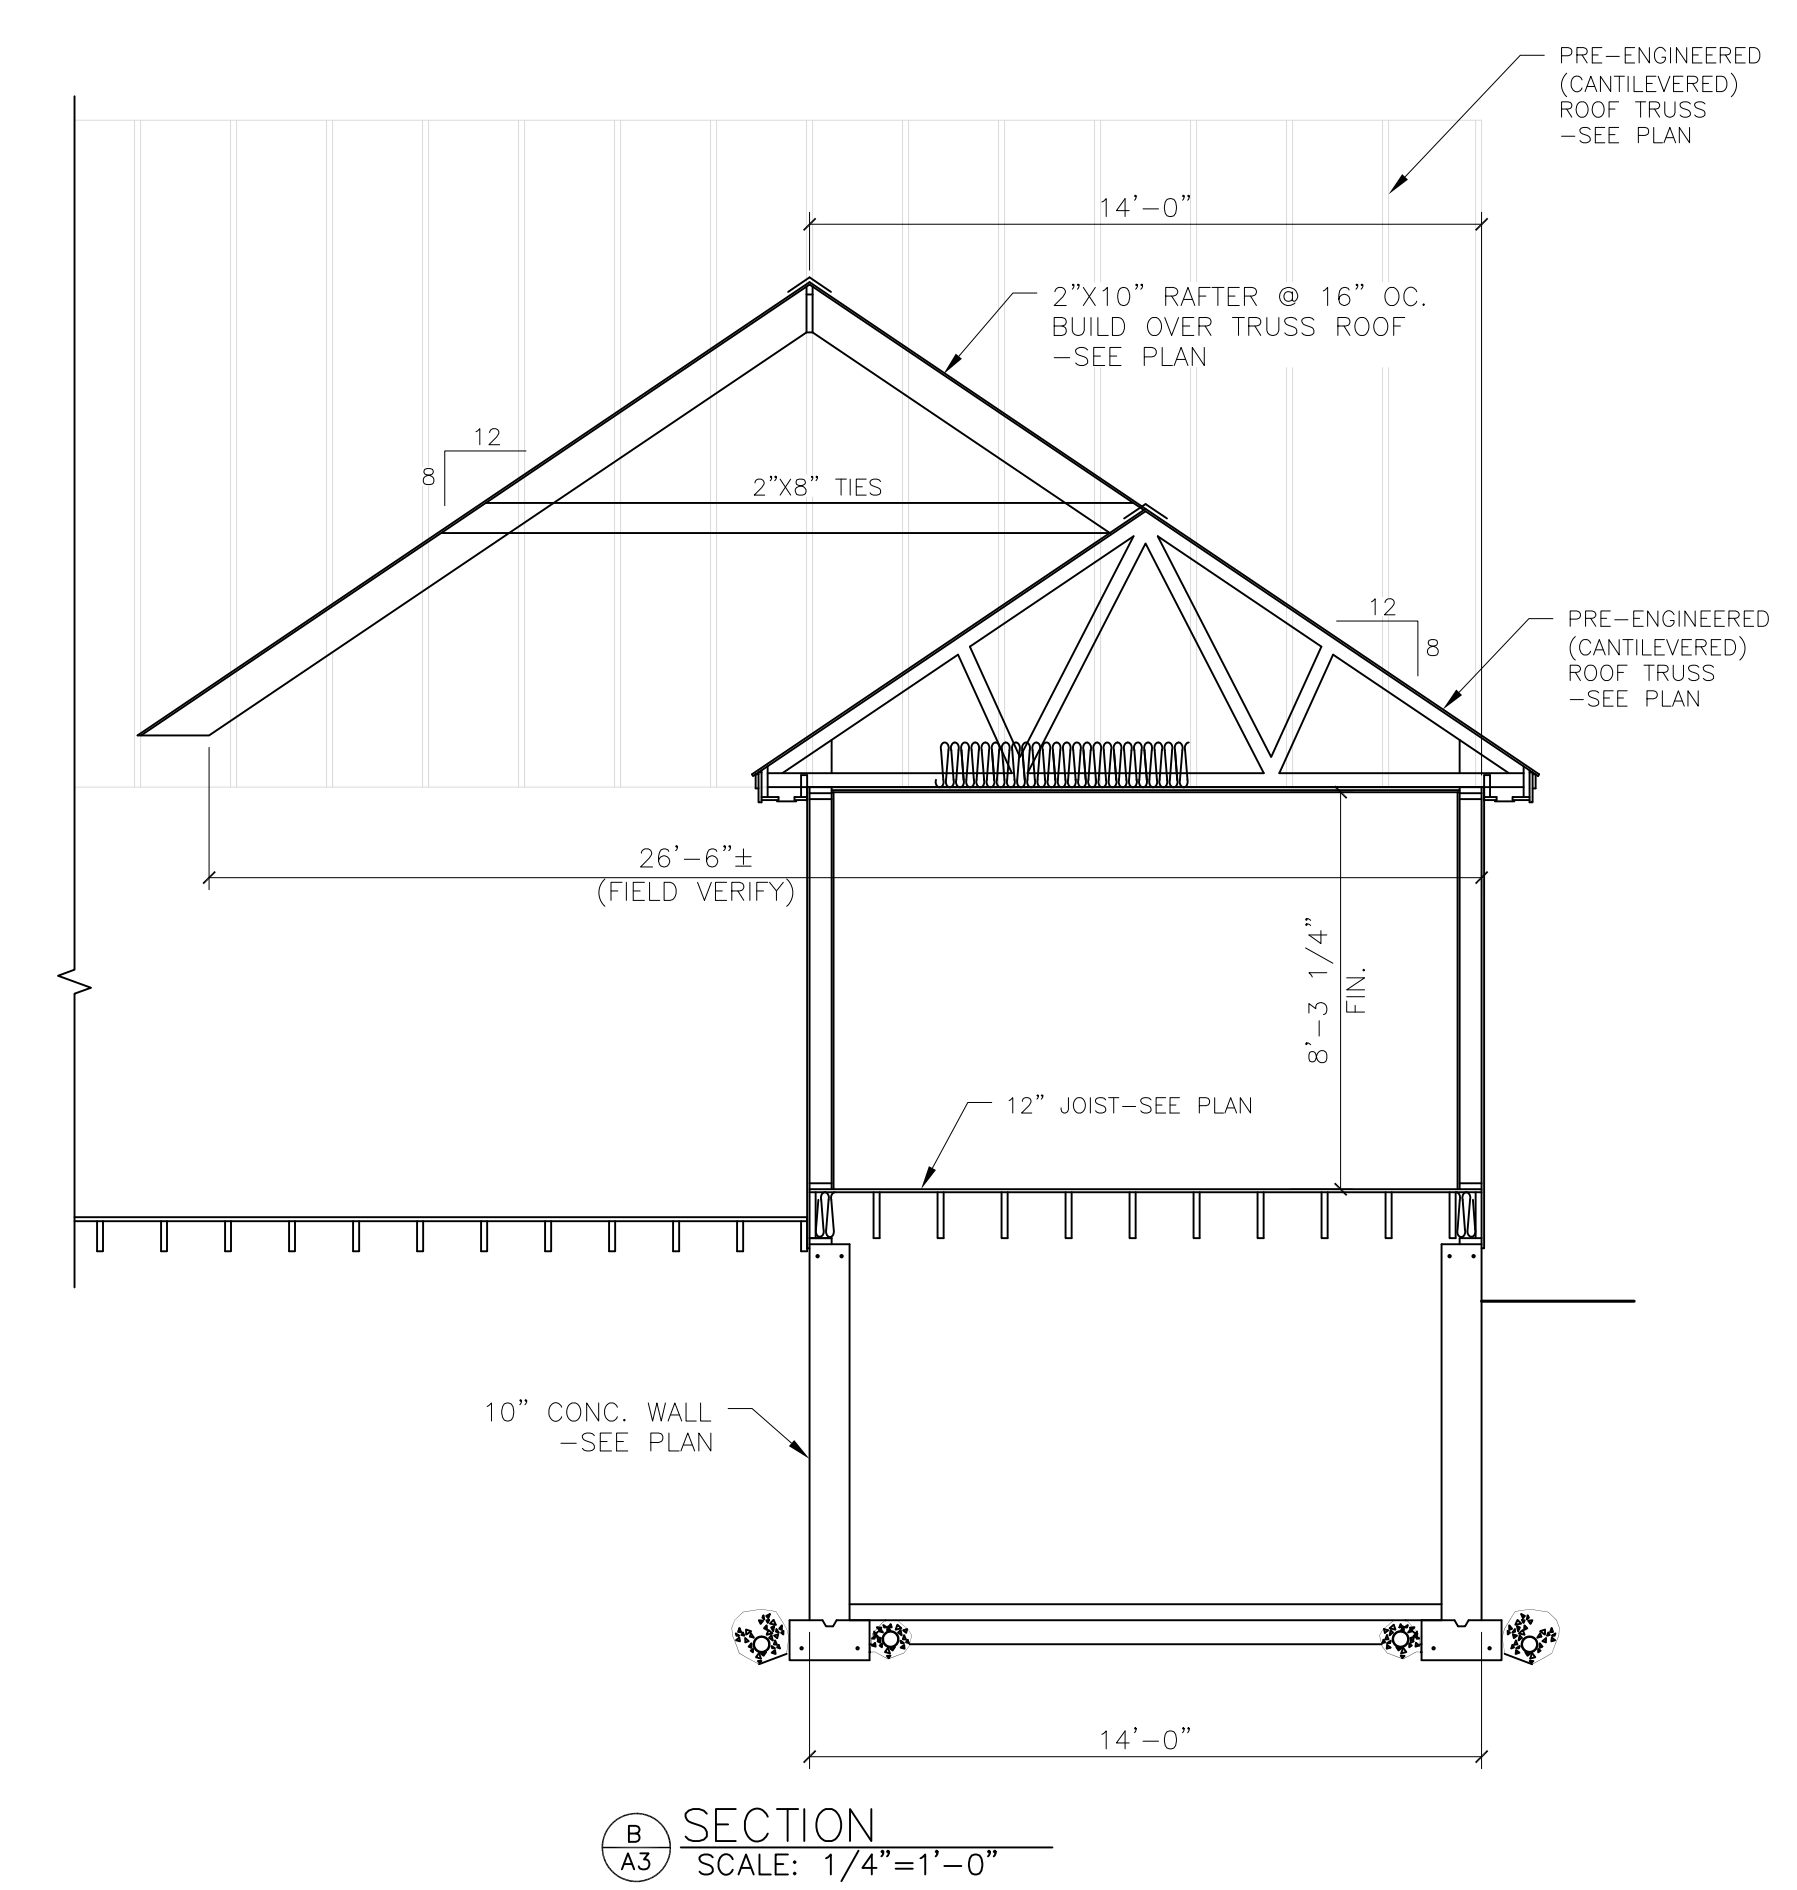 PRE-ENGINEERED
(CANTILEVERED)
ROOF TRUSS
-SEE PLAN
14'-0"
2"X10" RAFTER @ 16" OC.
BUILD OVER TRUSS ROOF
-SEE PLAN
12
8
2"X8" TIES
12
8
PRE-ENGINEERED
(CANTILEVERED)
ROOF TRUSS
-SEE PLAN
26'-6"±
(FIELD VERIFY)
8'-3 1/4"
FIN.
12" JOIST-SEE PLAN
10" CONC. WALL
-SEE PLAN
14'-0"
B
A3
SECTION
SCALE: 1/4"=1'-0"